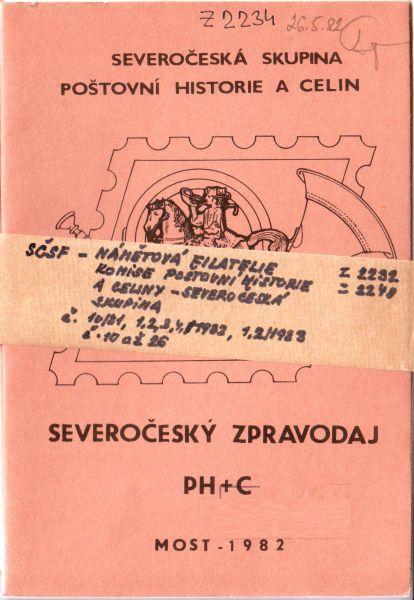 Z 2234
26.5.82
SEVEROČESKÁ SKUPINA
POŠTOVNÍ HISTORIE A CELIN
SČSF - NÁMĚTOVÁ FILATELIE
KOMISE POŠTOVNÍ HISTORIE
A CELINY - SEVEROČESKÁ
SKUPINA
Z 2232
Z 2248
č. 10/81, 1,2,3,4/1982, 1,2/1983
č. 10 až 26
SEVEROČESKÝ ZPRAVODAJ
PH+C
MOST - 1982